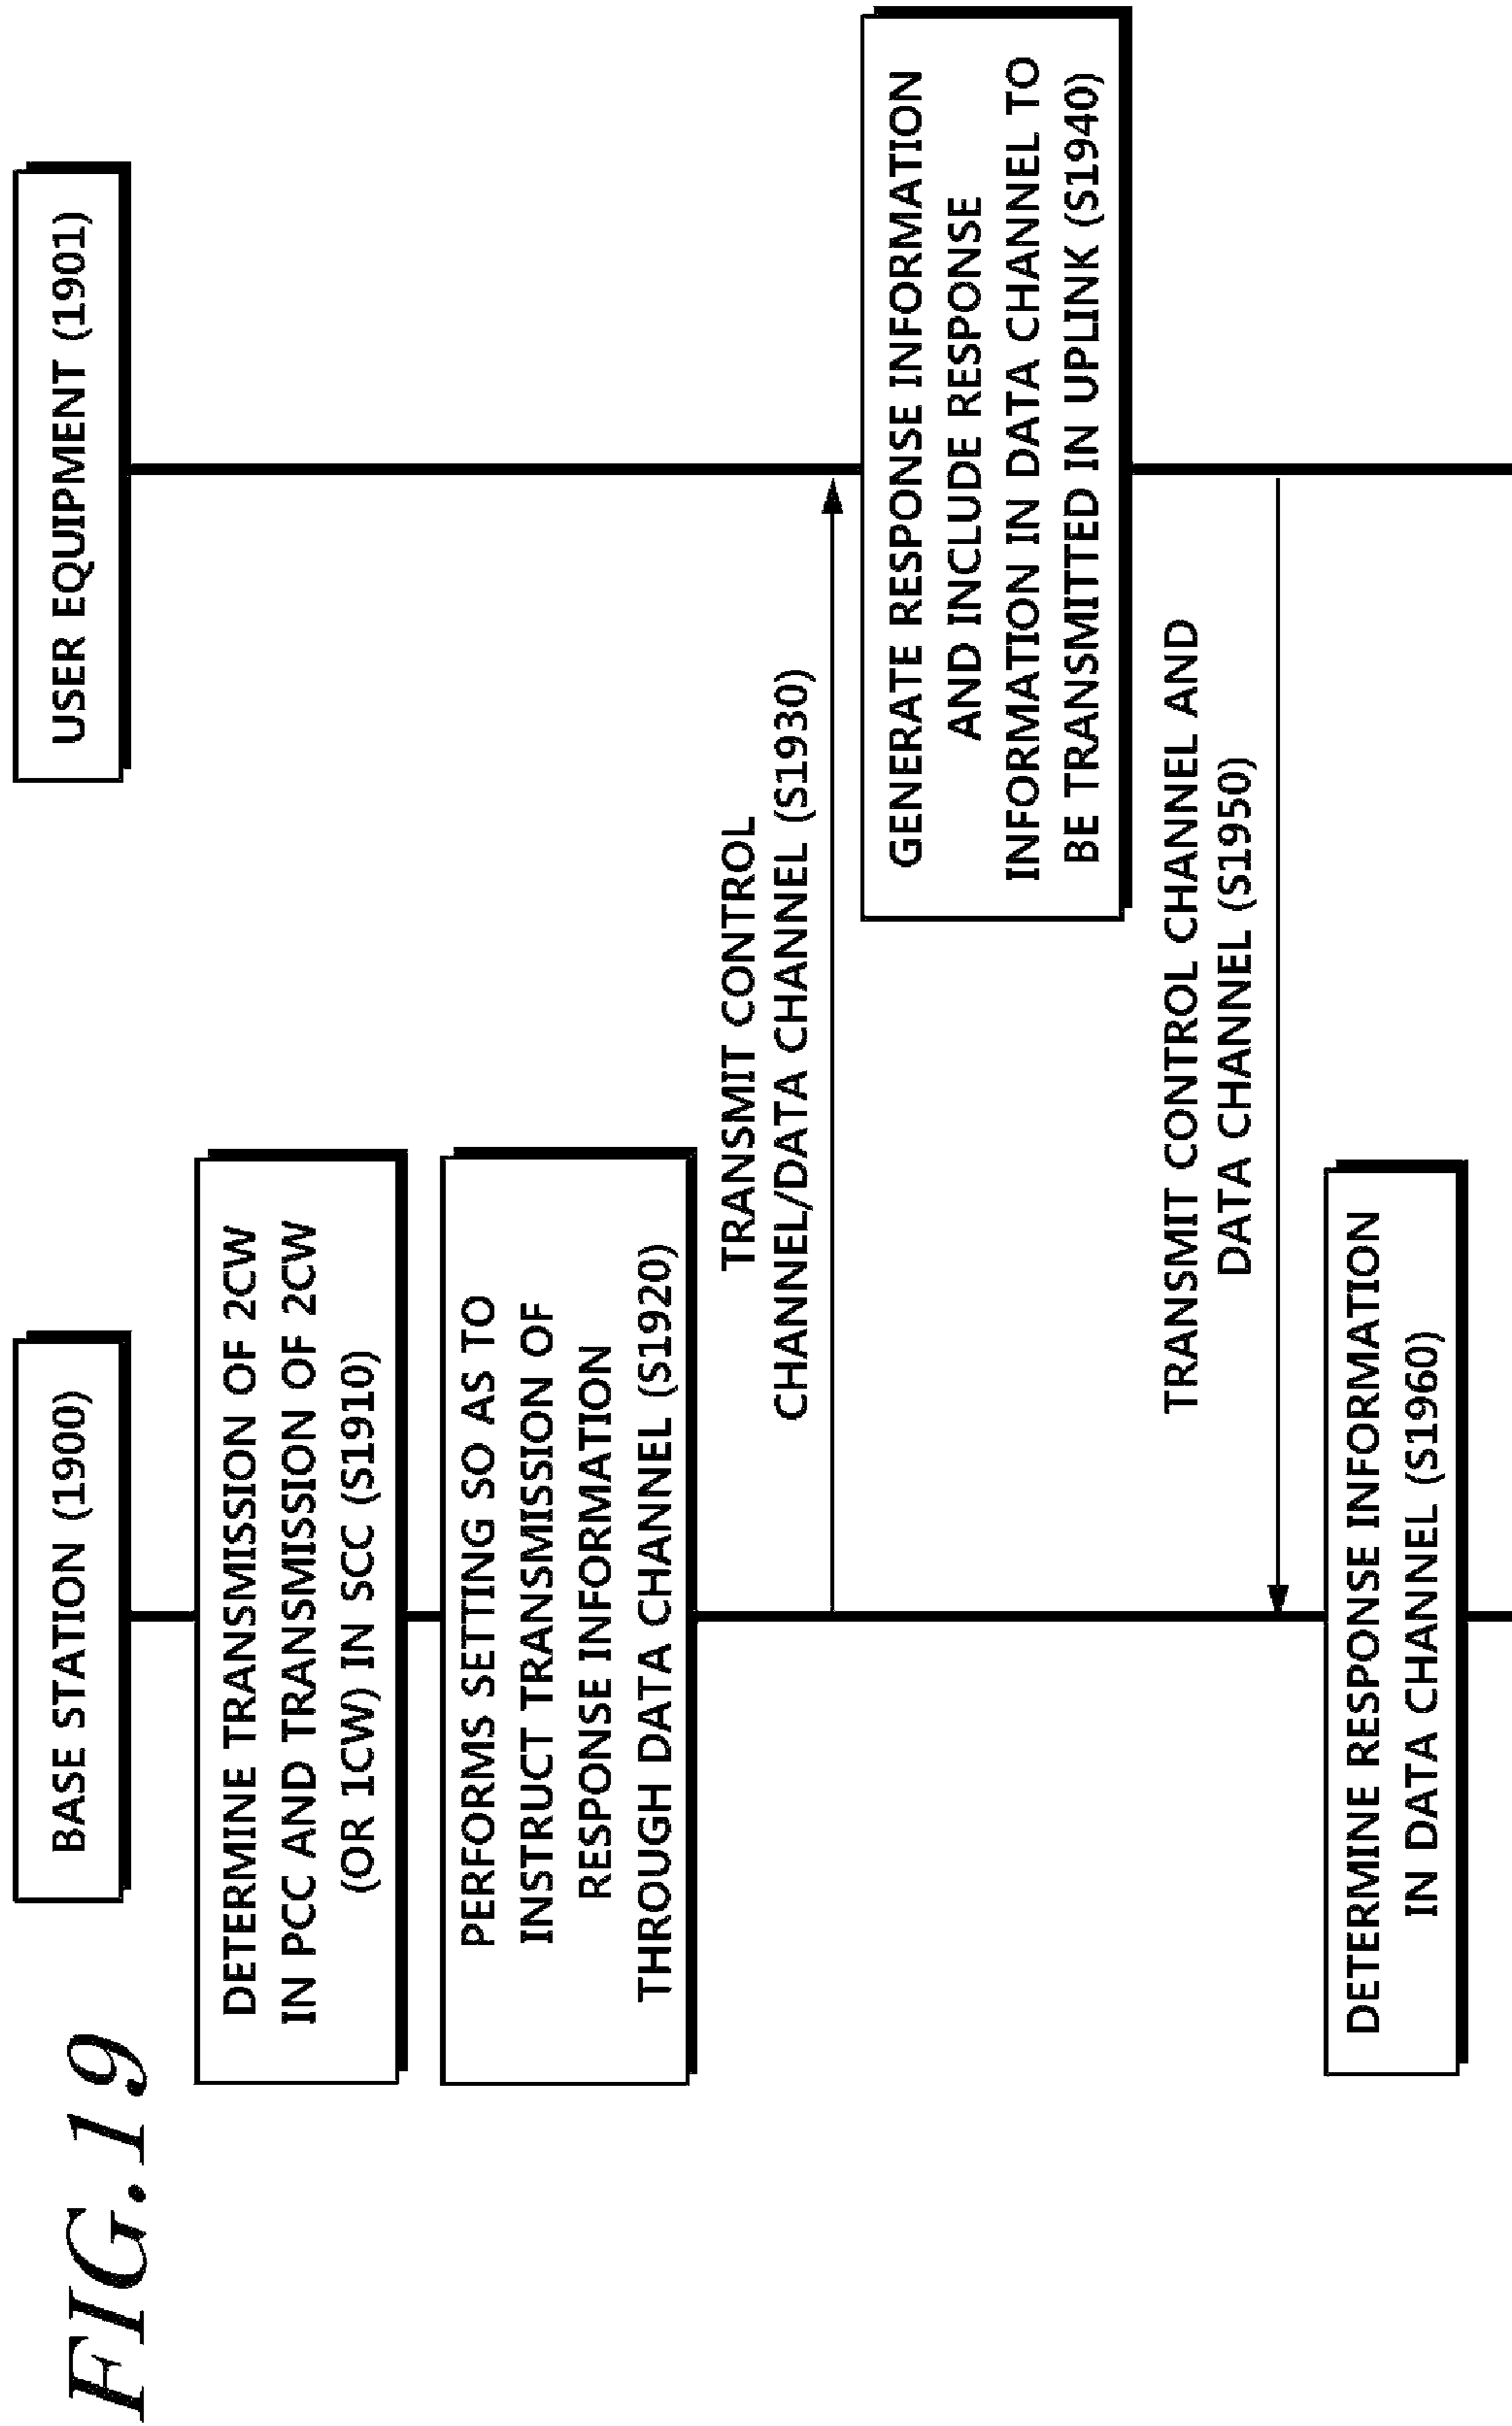 FIG.19
BASE STATION (1900)
USER EQUIPMENT (1901)
DETERMINE TRANSMISSION OF 2CW
IN PCC AND TRANSMISSION OF 2CW
(OR 1CW) IN SCC (S1910)
PERFORMS SETTING SO AS TO
INSTRUCT TRANSMISSION OF
RESPONSE INFORMATION
THROUGH DATA CHANNEL (S1920)
TRANSMIT CONTROL
CHANNEL/DATA CHANNEL (S1930)
GENERATE RESPONSE INFORMATION
AND INCLUDE RESPONSE
INFORMATION IN DATA CHANNEL TO
BE TRANSMITTED IN UPLINK (S1940)
TRANSMIT CONTROL CHANNEL AND
DATA CHANNEL (S1950)
DETERMINE RESPONSE INFORMATION
IN DATA CHANNEL (S1960)